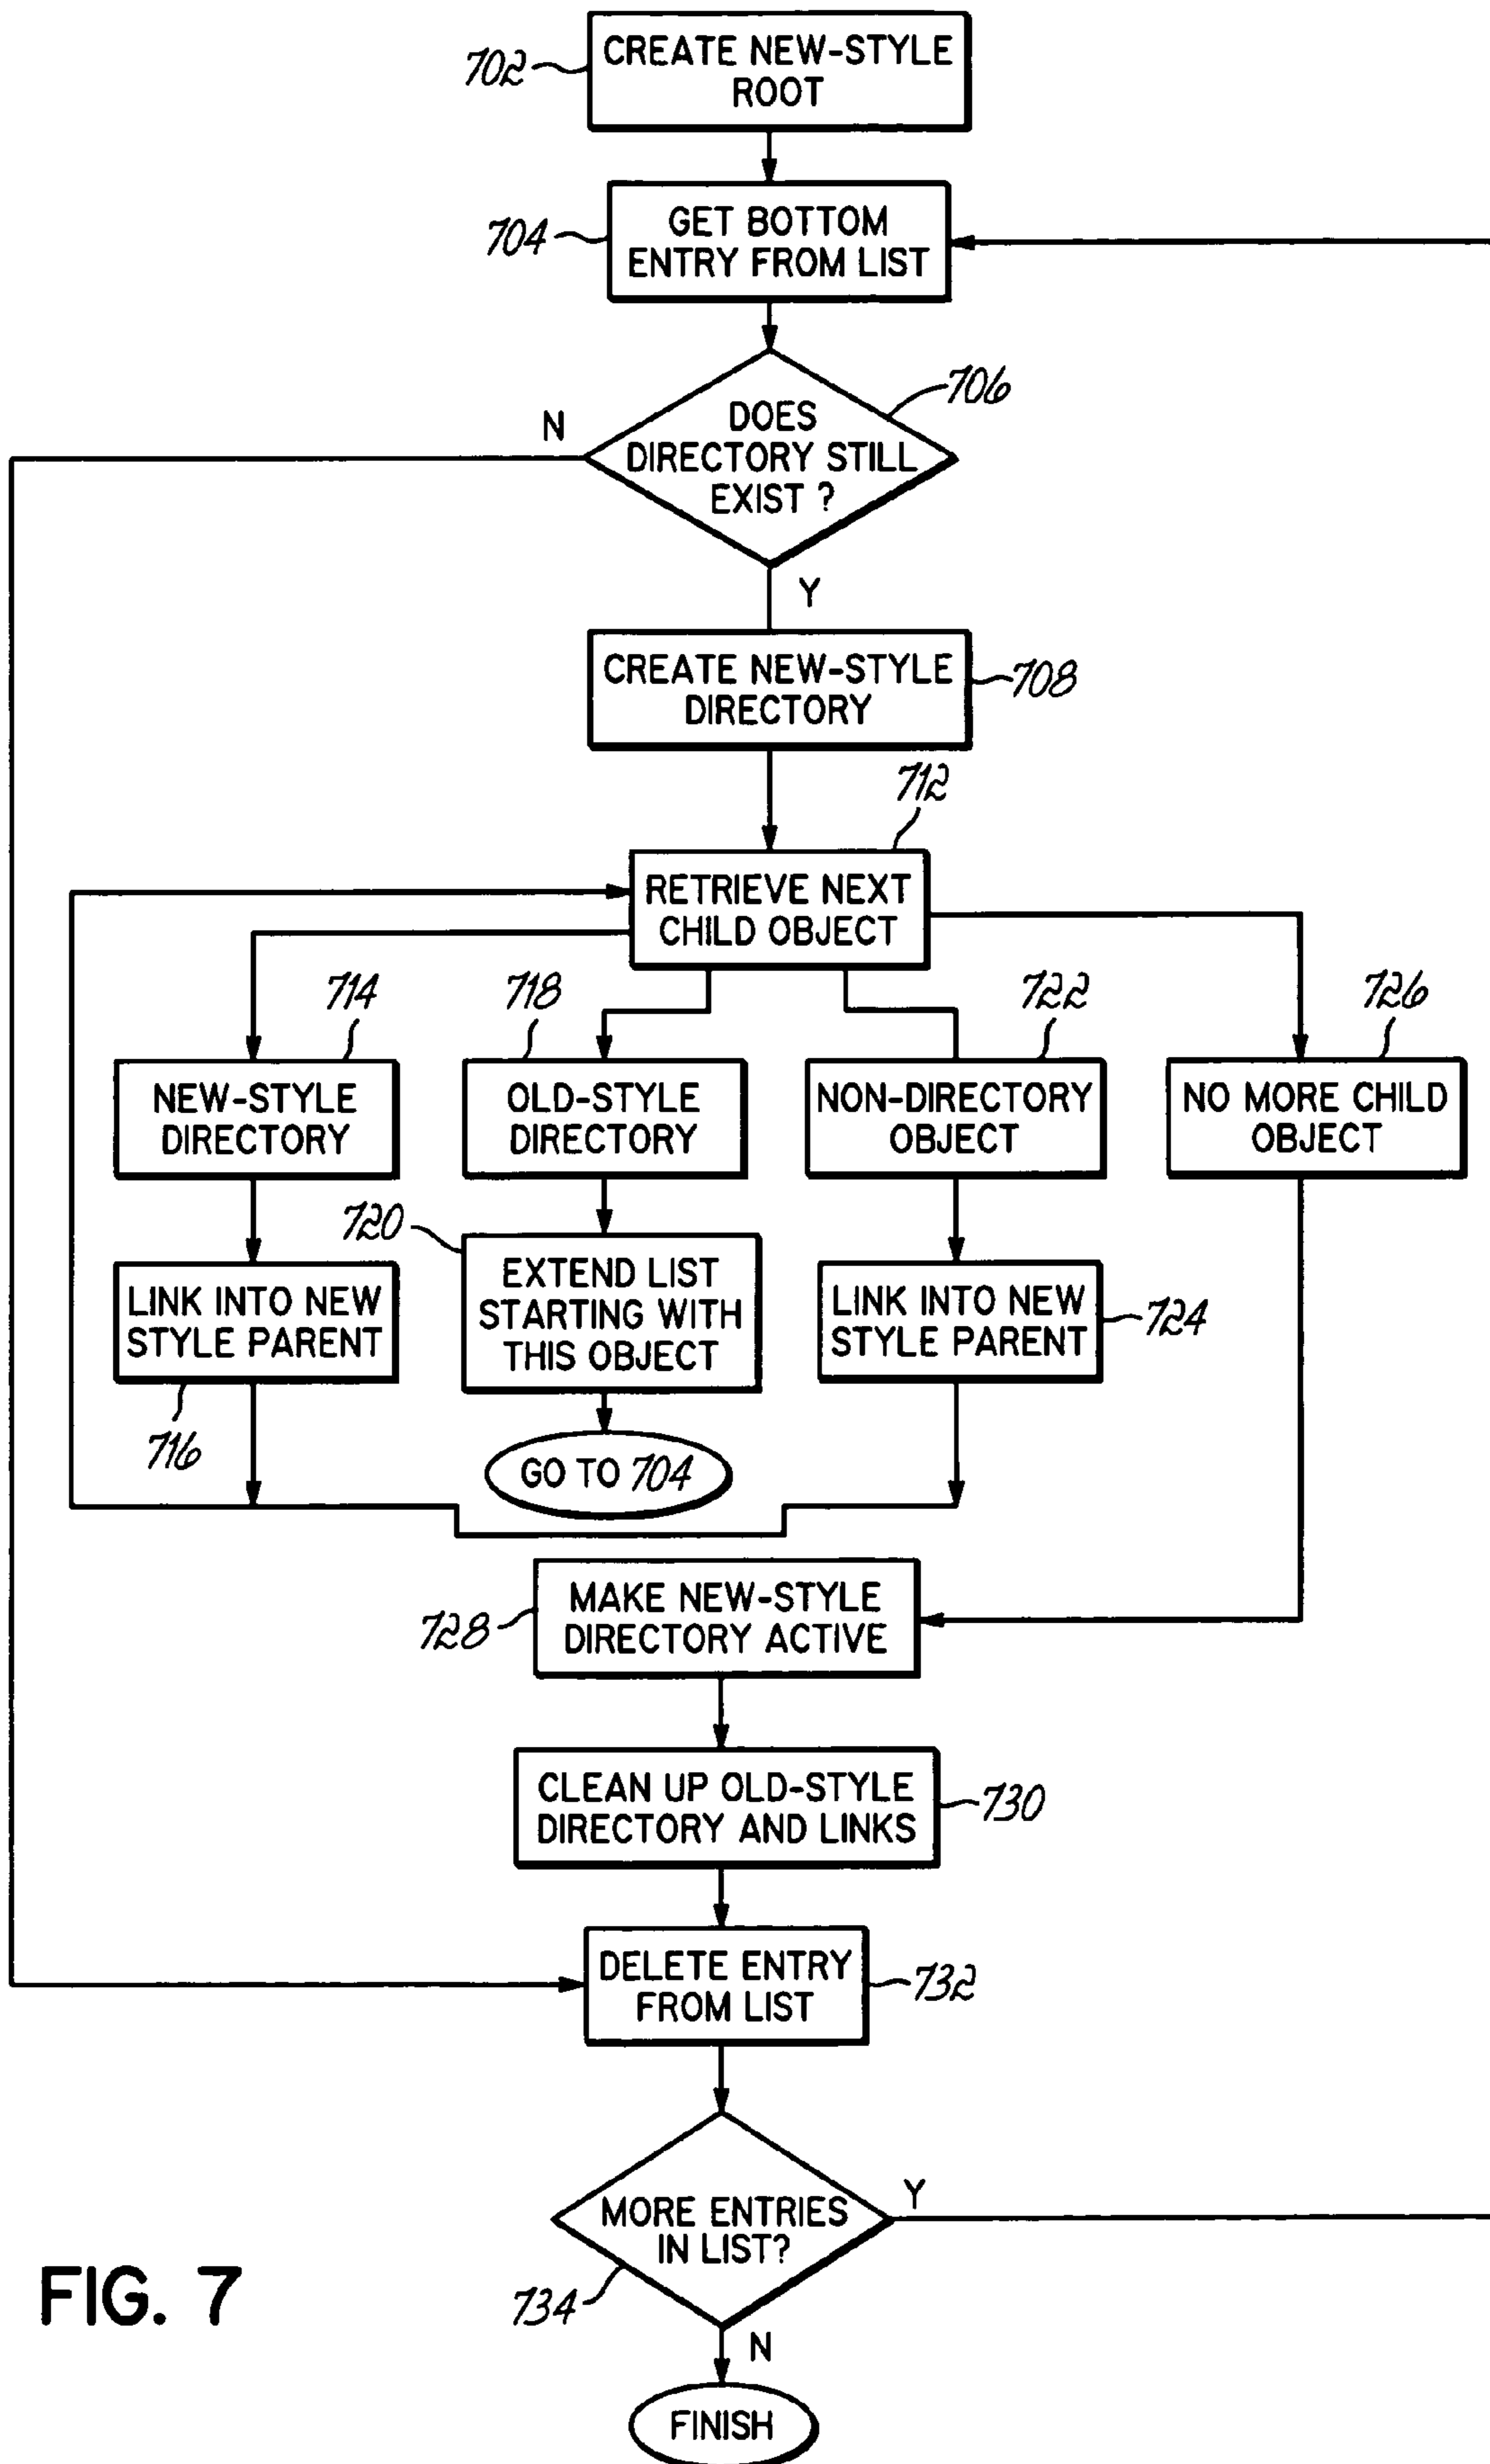 CREATE NEW-STYLE
ROOT
702
GET BOTTOM
ENTRY FROM LIST
704
DOES
DIRECTORY STILL
EXIST ?
706
N
Y
CREATE NEW-STYLE
DIRECTORY
708
712
RETRIEVE NEXT
CHILD OBJECT
714
718
722
726
NEW-STYLE
DIRECTORY
OLD-STYLE
DIRECTORY
NON-DIRECTORY
OBJECT
NO MORE CHILD
OBJECT
720
LINK INTO NEW
STYLE PARENT
716
EXTEND LIST
STARTING WITH
THIS OBJECT
LINK INTO NEW
STYLE PARENT
724
GO TO 704
MAKE NEW-STYLE
DIRECTORY ACTIVE
728
CLEAN UP OLD-STYLE
DIRECTORY AND LINKS
730
DELETE ENTRY
FROM LIST
732
MORE ENTRIES
IN LIST?
Y
734
N
FINISH
FIG. 7